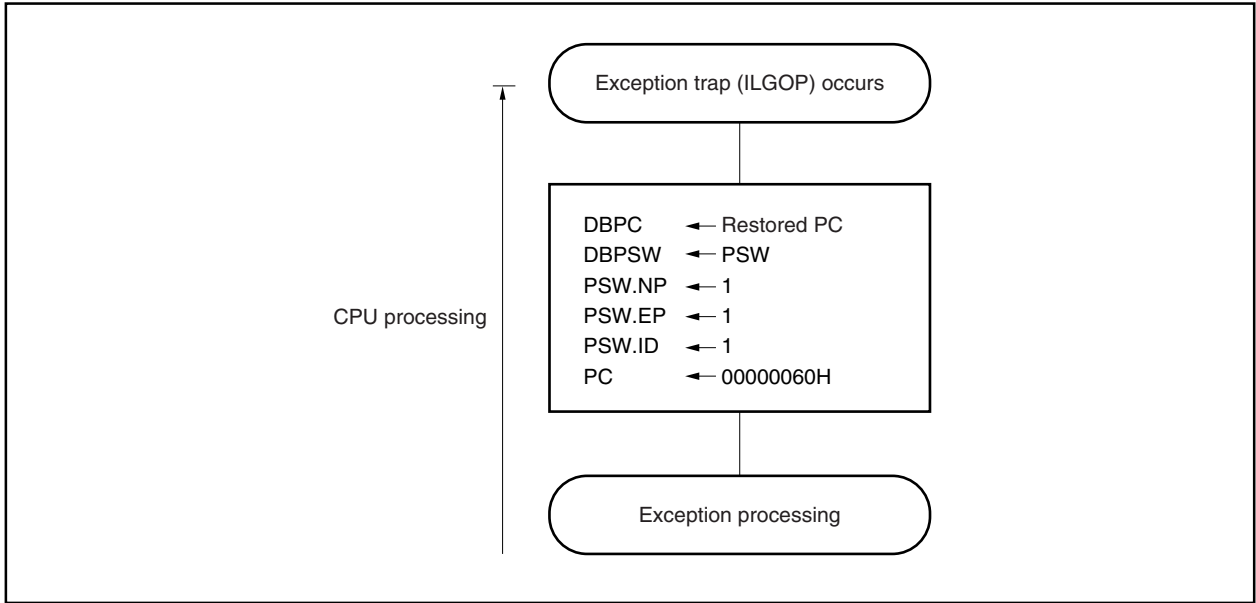 Exception trap (ILGOP) occurs
CPU processing
DBPC ← Restored PC
DBPSW ← PSW
PSW.NP ← 1
PSW.EP ← 1
PSW.ID ← 1
PC ← 00000060H
Exception processing